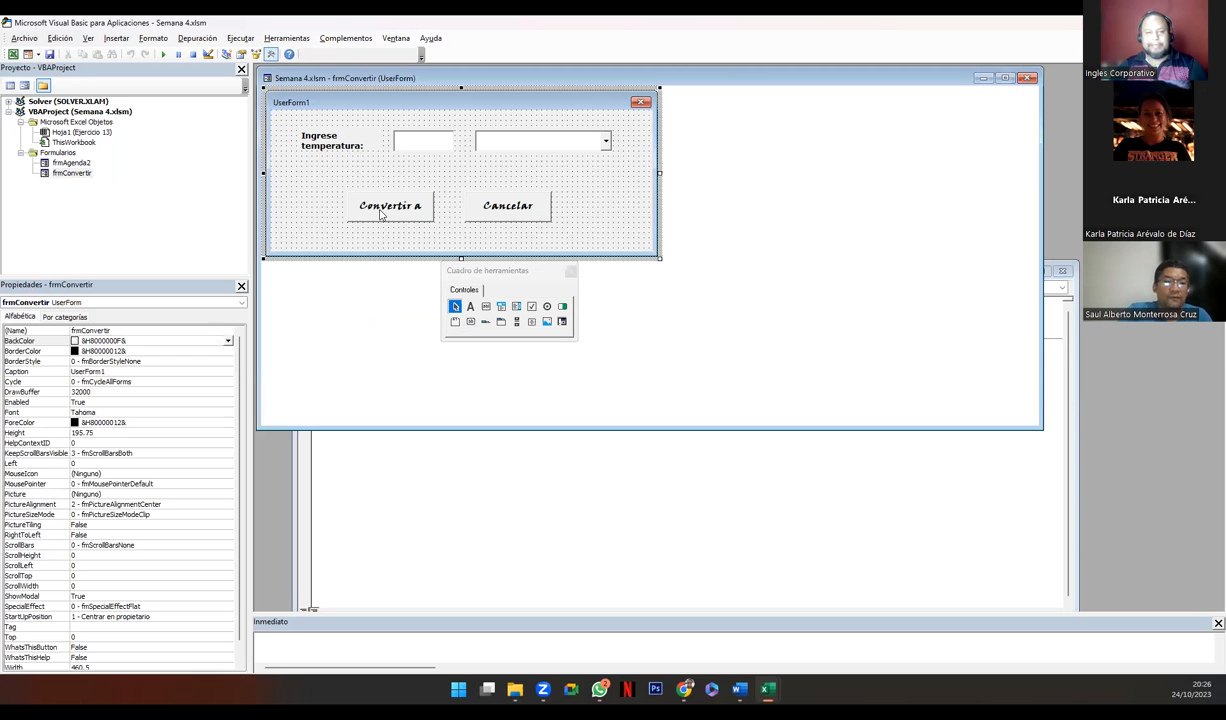 Microsoft Visual Basic para Aplicaciones - Semana 4.xlsm
Archivo Edición Ver Insertar Formato Depuración Ejecutar Herramientas Complementos Ventana Ayuda
Proyecto - VBAProject
Solver (SOLVER.XLAM)
VBAProject (Semana 4.xlsm)
Microsoft Excel Objetos
Hoja1 (Ejercicio 13)
ThisWorkbook
Formularios
frmAgenda2
frmConvertir
Semana 4.xlsm - frmConvertir (UserForm)
UserForm1
Ingrese
temperatura:
Convertir a
Cancelar
Cuadro de herramientas
Controles
Propiedades - frmConvertir
frmConvertir UserForm
Alfabética Por categorías
(Name) frmConvertir
BackColor &H8000000F&
BorderColor &H80000012&
BorderStyle 0 - fmBorderStyleNone
Caption UserForm1
Cycle 0 - fmCycleAllForms
DrawBuffer 32000
Enabled True
Font Tahoma
ForeColor &H80000012&
Height 195.75
HelpContextID 0
KeepScrollBarsVisible 3 - fmScrollBarsBoth
Left 0
MouseIcon (Ninguno)
MousePointer 0 - fmMousePointerDefault
Picture (Ninguno)
PictureAlignment 2 - fmPictureAlignmentCenter
PictureSizeMode 0 - fmPictureSizeModeClip
PictureTiling False
RightToLeft False
ScrollBars 0 - fmScrollBarsNone
ScrollHeight 0
ScrollLeft 0
ScrollTop 0
ScrollWidth 0
ShowModal True
SpecialEffect 0 - fmSpecialEffectFlat
StartUpPosition 1 - Centrar en propietario
Tag
Top 0
WhatsThisButton False
WhatsThisHelp False
Width 460.5
Inmediato
Ingles Corporativo
STRANGER
Karla Patricia Aré...
Karla Patricia Arévalo de Díaz
Saul Alberto Monterrosa Cruz
2
20:26
24/10/2023